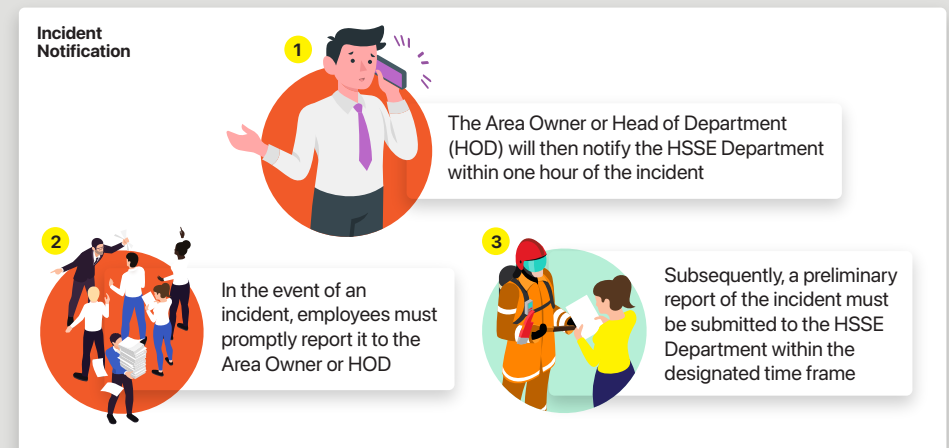 Incident
Notification
1
The Area Owner or Head of Department
(HOD) will then notify the HSSE Department
within one hour of the incident
2
In the event of an
incident, employees must
promptly report it to the
Area Owner or HOD
3
Subsequently, a preliminary
report of the incident must
be submitted to the HSSE
Department within the
designated time frame